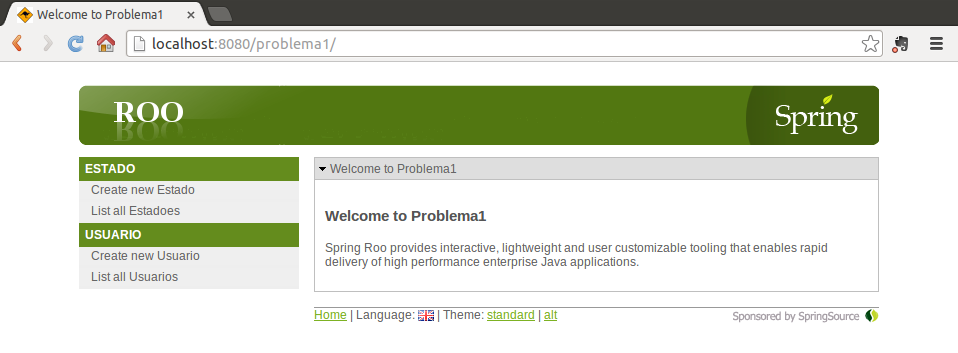 Welcome to Problema1
localhost:8080/problema1/
ROO
Spring
ESTADO
Create new Estado
List all Estadoes
USUARIO
Create new Usuario
List all Usuarios
Welcome to Problema1
Welcome to Problema1
Spring Roo provides interactive, lightweight and user customizable tooling that enables rapid
delivery of high performance enterprise Java applications.
Home | Language: | Theme: standard | alt
Sponsored by SpringSource